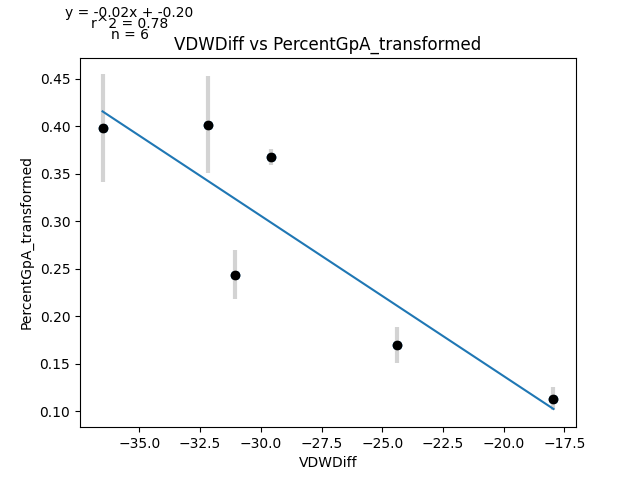 y = -0.02x + -0.20
r^2 = 0.78
n = 6
VDWDiff vs PercentGpA_transformed
PercentGpA_transformed
0.45
0.40
0.35
0.30
0.25
0.20
0.15
0.10
−35.0 −32.5 −30.0 −27.5 −25.0 −22.5 −20.0 −17.5
VDWDiff